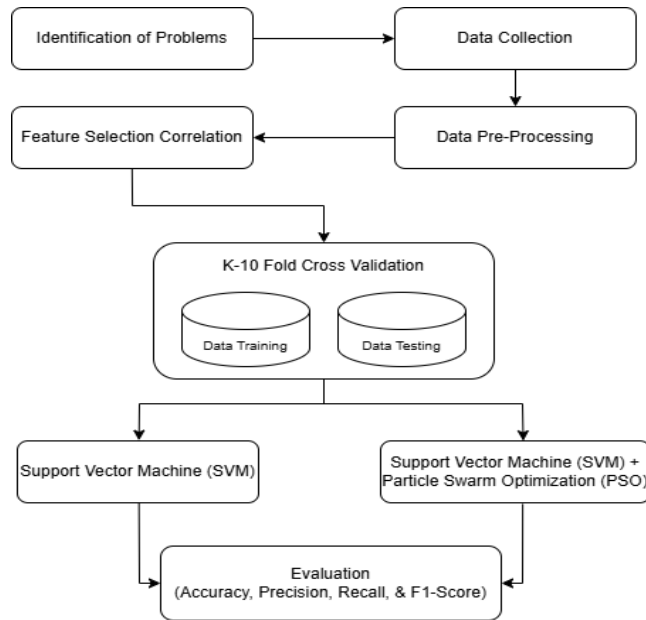 Identification of Problems
Data Collection
Feature Selection Correlation
Data Pre-Processing
K-10 Fold Cross Validation
Data Training
Data Testing
Support Vector Machine (SVM)
Support Vector Machine (SVM) +
Particle Swarm Optimization (PSO)
Evaluation
(Accuracy, Precision, Recall, & F1-Score)